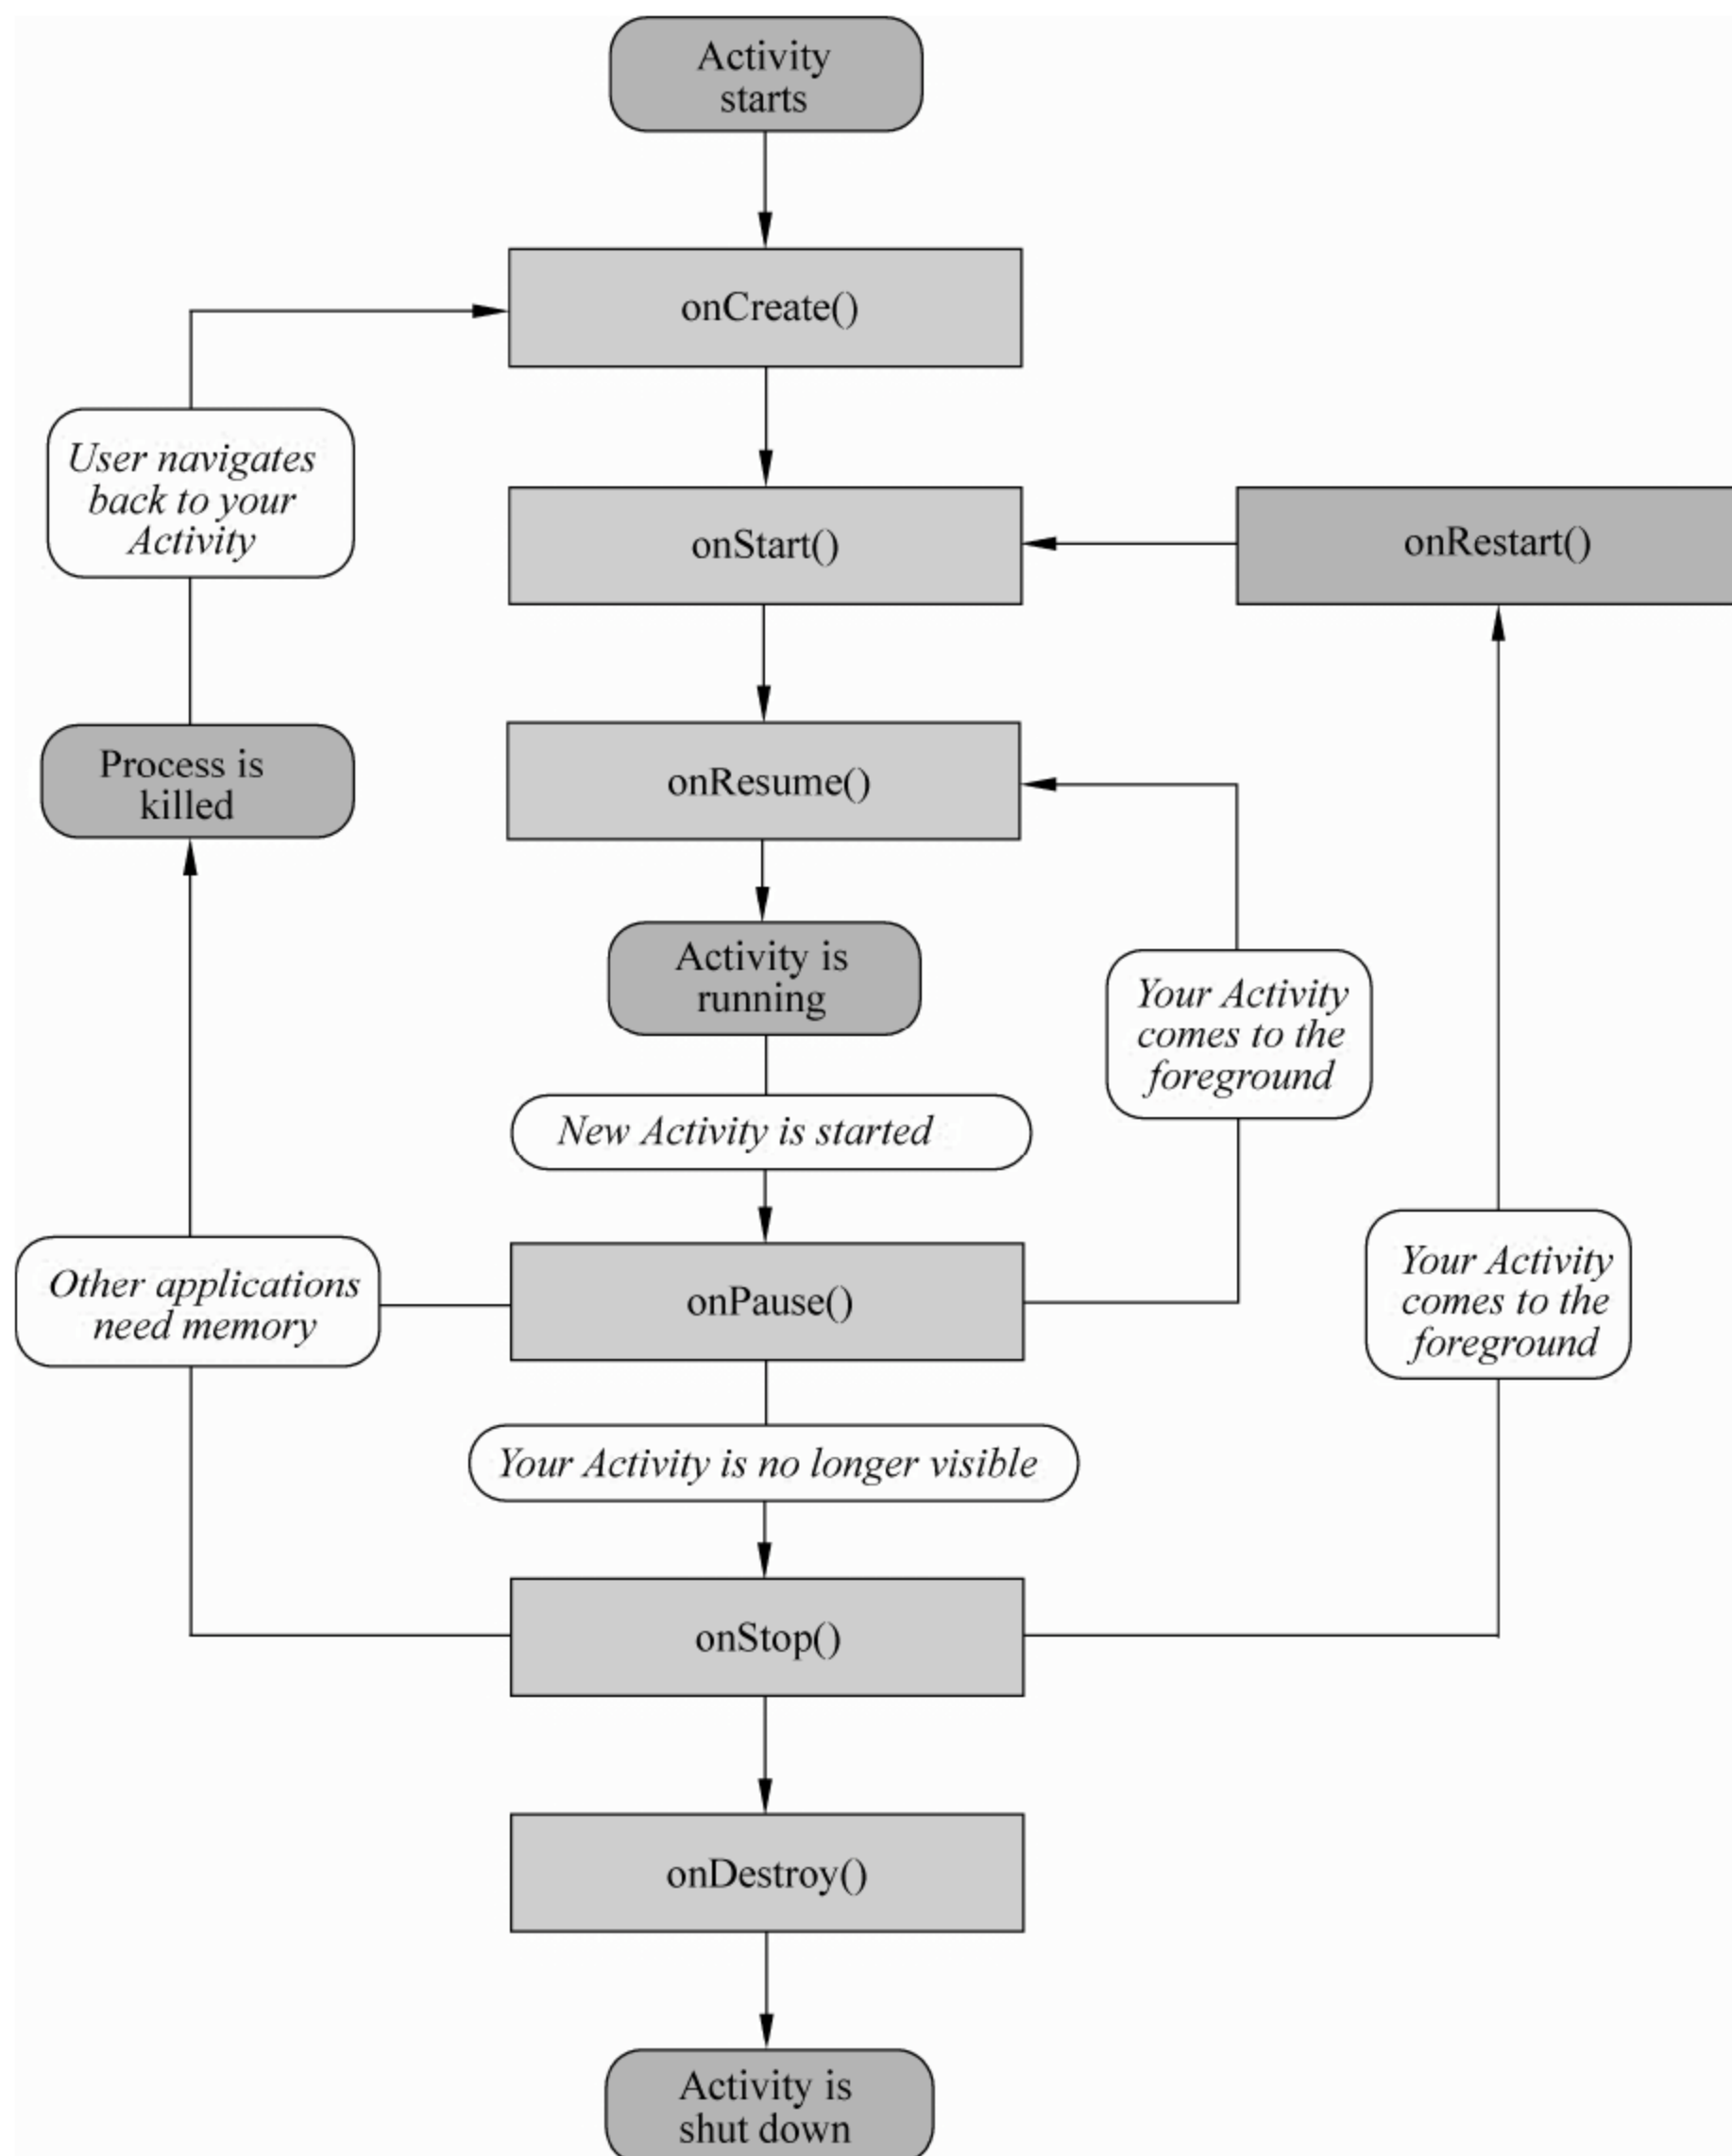 Activity
starts
onCreate()
User navigates
back to your
Activity
onStart()
onRestart()
Process is
killed
onResume()
Activity is
running
Your Activity
comes to the
foreground
New Activity is started
Other applications
need memory
onPause()
Your Activity
comes to the
foreground
Your Activity is no longer visible
onStop()
onDestroy()
Activity is
shut down